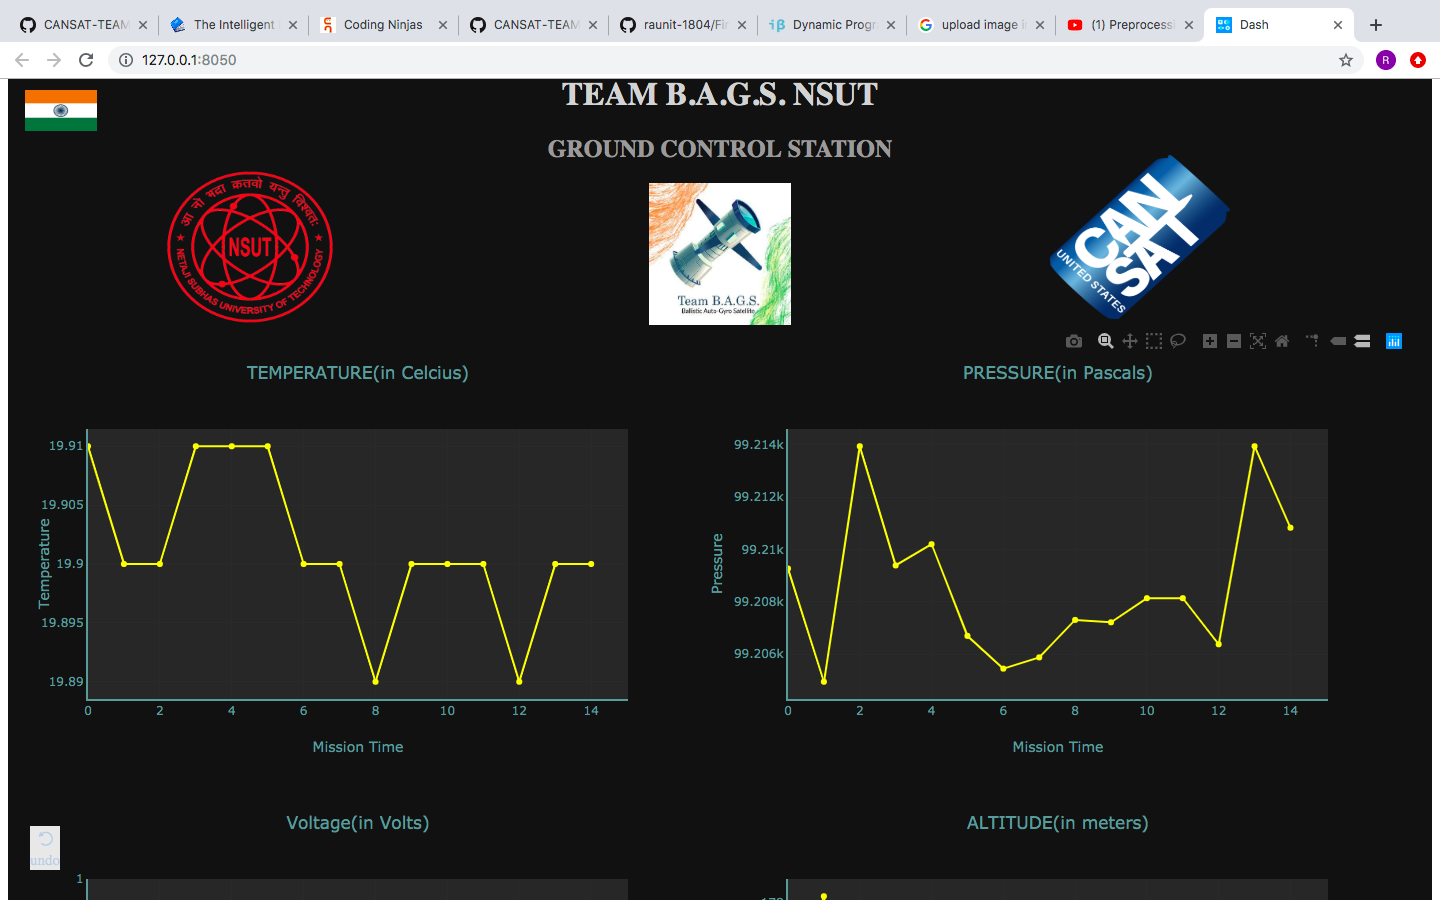 CANSAT-TEAM
The Intelligent
Coding Ninjas
CANSAT-TEAM
raunit-1804/Fir
Dynamic Progr
upload image i
(1) Preprocessi
Dash
127.0.0.1:8050
R
TEAM B.A.G.S. NSUT
GROUND CONTROL STATION
आ नो भद्रा क्रतवो यन्तु विश्वतः
NSUT
NETAJI SUBHAS UNIVERSITY OF TECHNOLOGY
Team B.A.G.S.
Ballistic Auto-Gyro Satellite
CAN
SAT
UNITED STATES
TEMPERATURE(in Celcius)
PRESSURE(in Pascals)
19.91
19.905
19.9
19.895
19.89
Temperature
0 2 4 6 8 10 12 14
Mission Time
99.214k
99.212k
99.21k
99.208k
99.206k
Pressure
0 2 4 6 8 10 12 14
Mission Time
Voltage(in Volts)
ALTITUDE(in meters)
undo
1